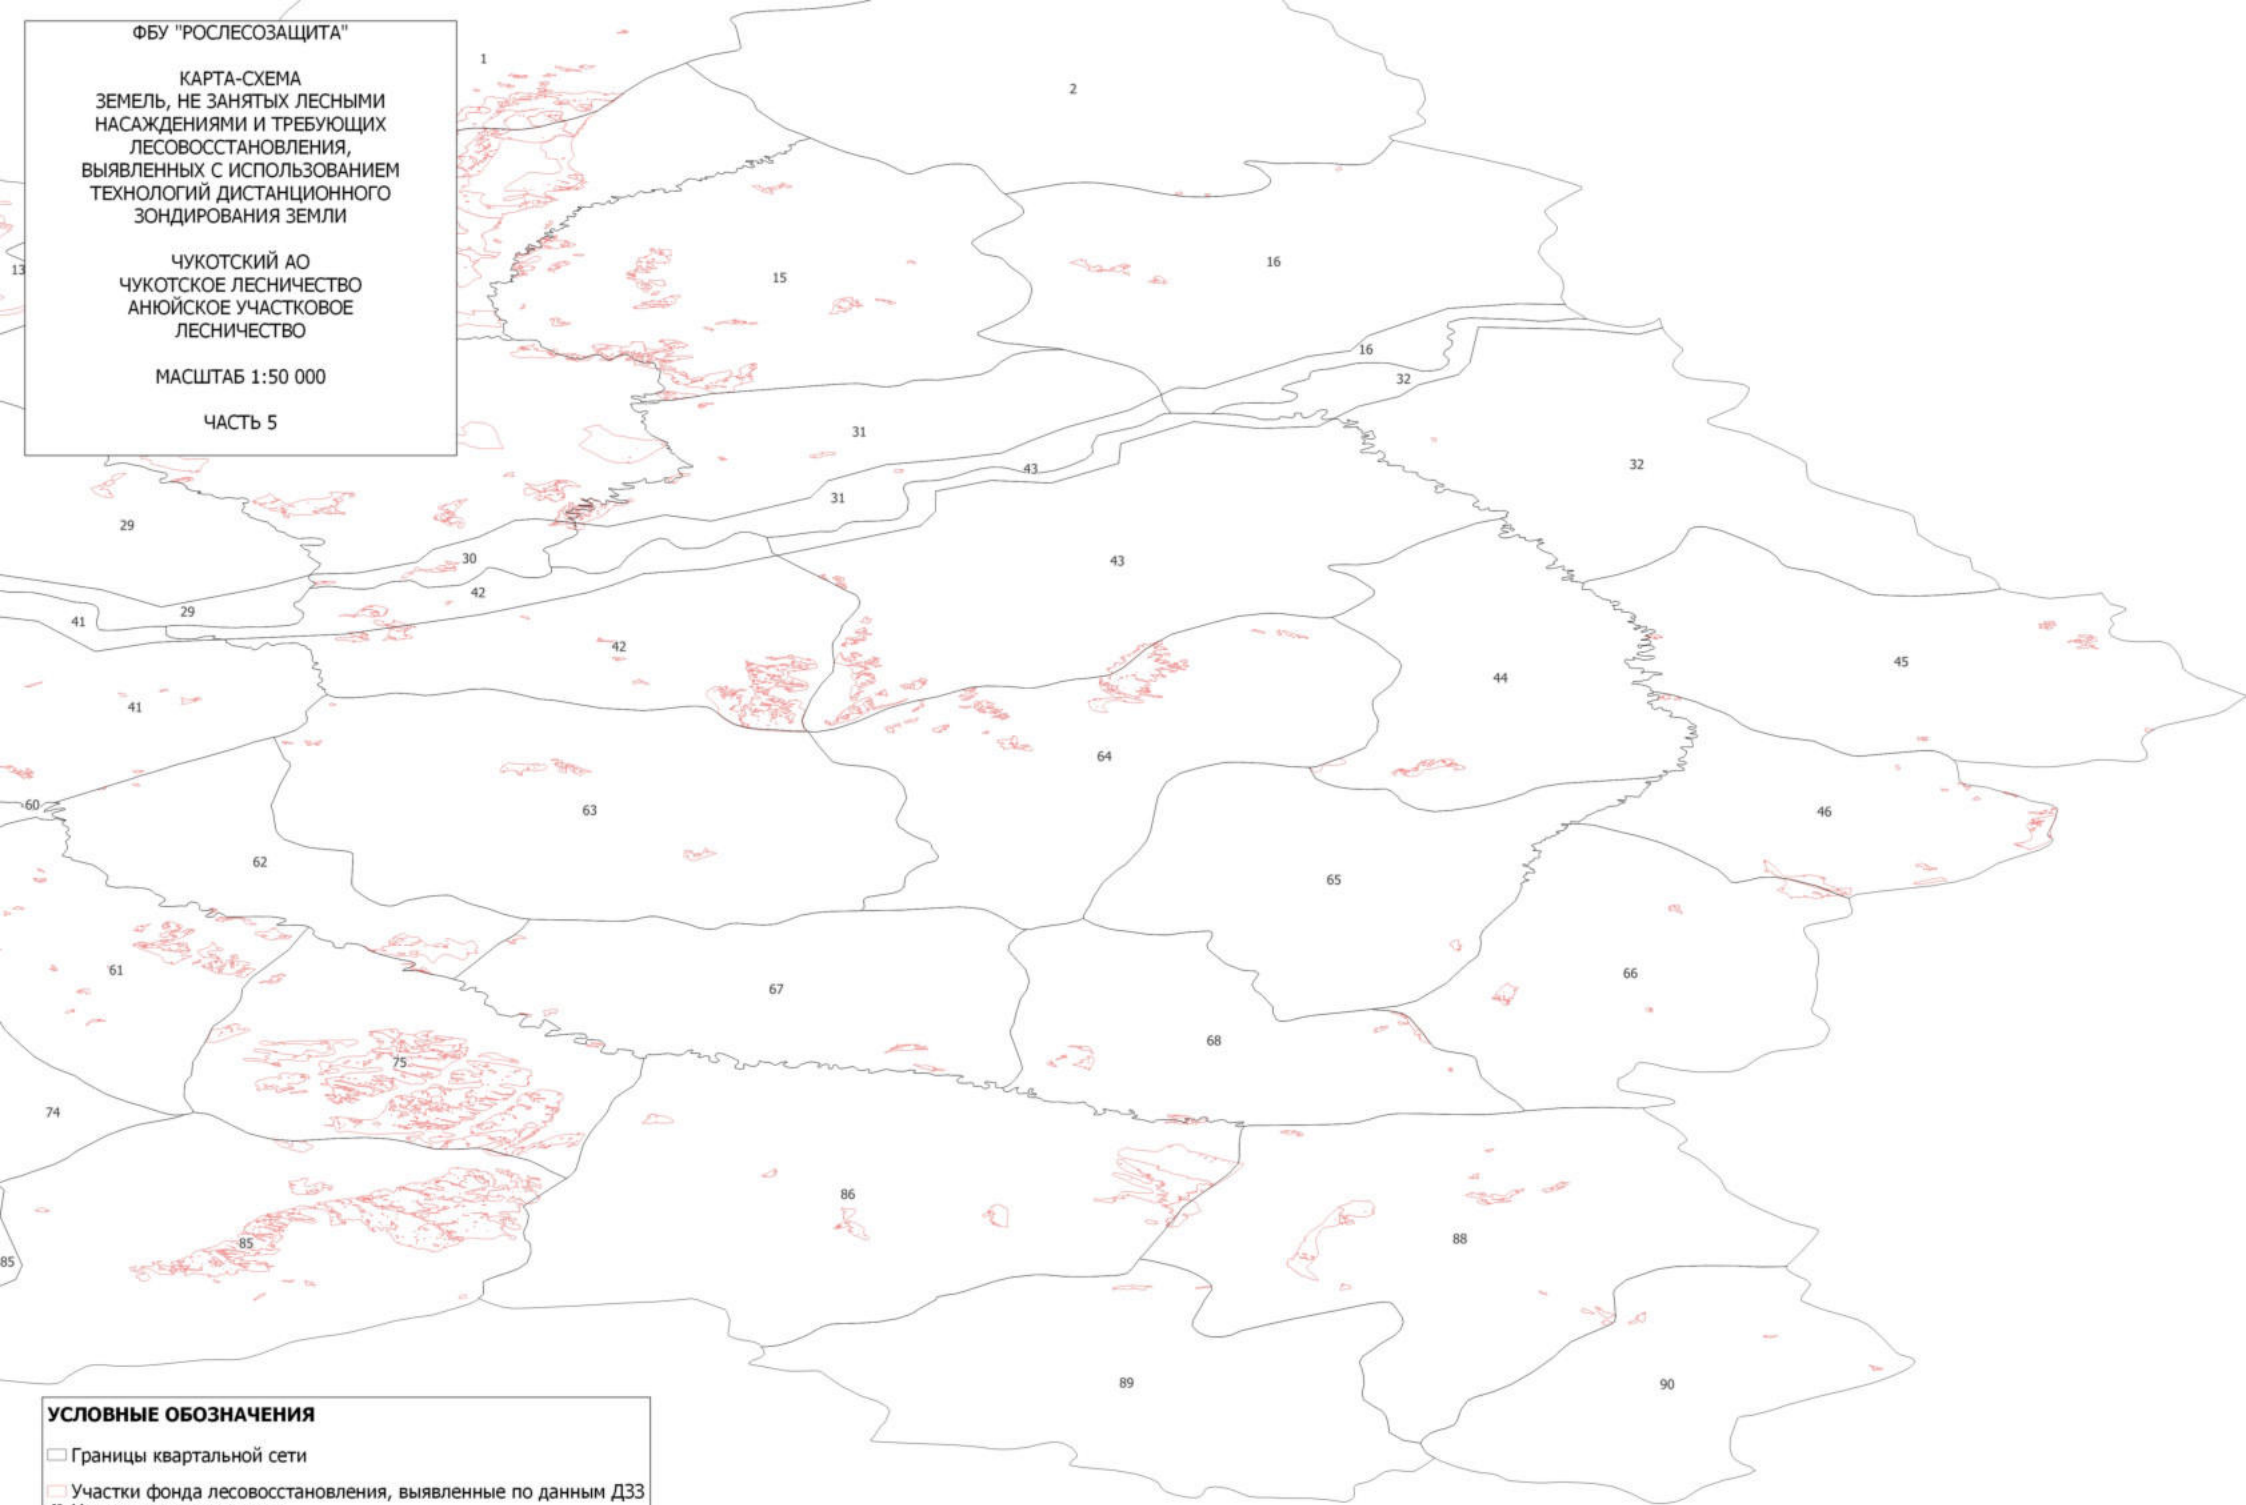 ФБУ "РОСЛЕСОЗАЩИТА"
КАРТА-СХЕМА
ЗЕМЕЛЬ, НЕ ЗАНЯТЫХ ЛЕСНЫМИ
НАСАЖДЕНИЯМИ И ТРЕБУЮЩИХ
ЛЕСОВОССТАНОВЛЕНИЯ,
ВЫЯВЛЕННЫХ С ИСПОЛЬЗОВАНИЕМ
ТЕХНОЛОГИЙ ДИСТАНЦИОННОГО
ЗОНДИРОВАНИЯ ЗЕМЛИ
ЧУКОТСКИЙ АО
ЧУКОТСКОЕ ЛЕСНИЧЕСТВО
АНЮЙСКОЕ УЧАСТКОВОЕ
ЛЕСНИЧЕСТВО
МАСШТАБ 1:50 000
ЧАСТЬ 5
1
2
13
15
16
16
32
31
32
43
31
29
30
43
42
29
41
42
45
44
41
64
60
63
46
62
65
61
66
67
68
75
74
86
88
85
85
89
90
УСЛОВНЫЕ ОБОЗНАЧЕНИЯ
Границы квартальной сети
Участки фонда лесовосстановления, выявленные по данным ДЗЗ